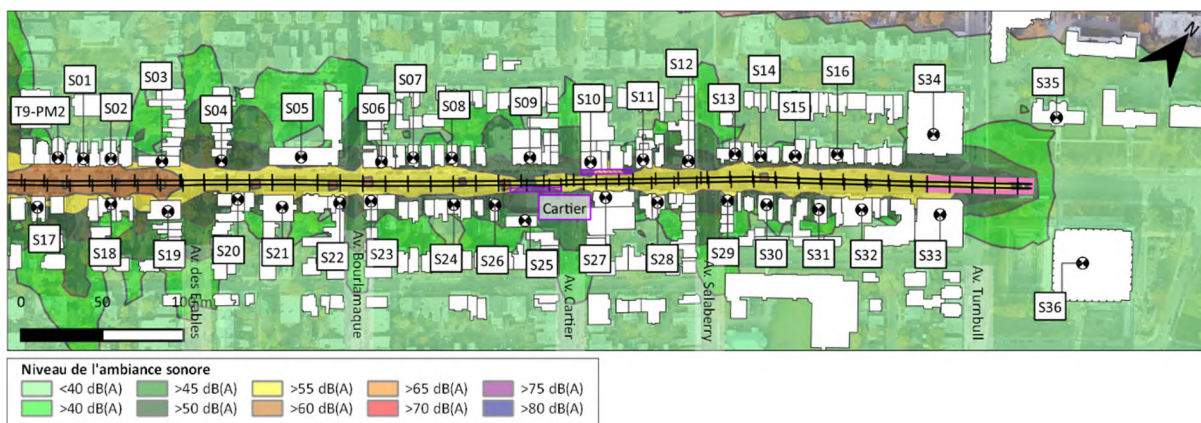 N
T9-PM2 S01 S02 S03 S04 S05 S06 S07 S08 S09 S10 S11 S12 S13 S14 S15 S16 S34 S35
Cartier
S17 S18 S19 S20 S21 S22 S23 S24 S26 S25 S27 S28 S29 S30 S31 S32 S33 S36
Av. des Érables
Av. Bourlamaque
Av. Cartier
Av. Salaberry
Av. Turnbull
0 50 100 m
Niveau de l'ambiance sonore
<40 dB(A) >45 dB(A) >55 dB(A) >65 dB(A) >75 dB(A)
>40 dB(A) >50 dB(A) >60 dB(A) >70 dB(A) >80 dB(A)